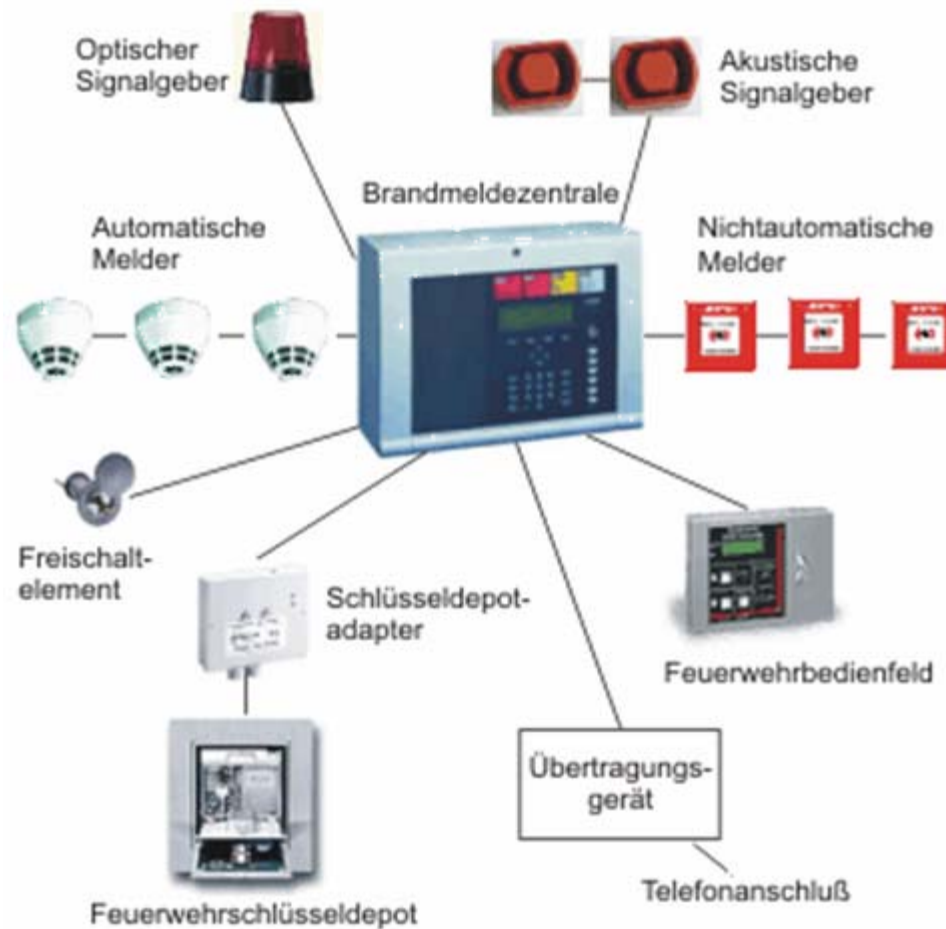 Optischer
Signalgeber
Akustische
Signalgeber
Brandmeldezentrale
Automatische
Melder
Nichtautomatische
Melder
Freischalt-
element
Schlüsseldepot-
adapter
Feuerwehrbedienfeld
Übertragungs-
gerät
Telefonanschluß
Feuerwehrschlüsseldepot